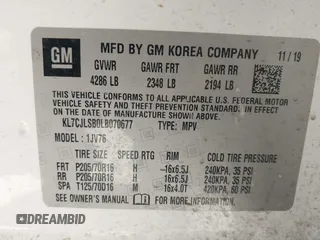 GM
MFD BY GM KOREA COMPANY 11/19
GVWR GAWR FRT GAWR RR
4286 LB 2348 LB 2194 LB
THIS VEHICLE CONFORMS TO ALL APPLICABLE U.S. FEDERAL MOTOR
VEHICLE SAFETY, BUMPER, AND THEFT PREVENTION STANDARDS IN
EFFECT ON THE DATE OF MANUFACTURE SHOWN ABOVE.
KL7CJLSB0LB070677 TYPE: MPV
MODEL: 1JV76
TIRE SIZE SPEED RTG RIM COLD TIRE PRESSURE
FRT P205/70R16 H 16x6.5J 240KPA, 35 PSI
RR P205/70R16 H 16x6.5J 240KPA, 35 PSI
SPA T125/70D16 M 16x4.0T 420KPA, 60 PSI
SEE OWNER'S MANUAL FOR ADDITIONAL INFORMATION
DREAMBID